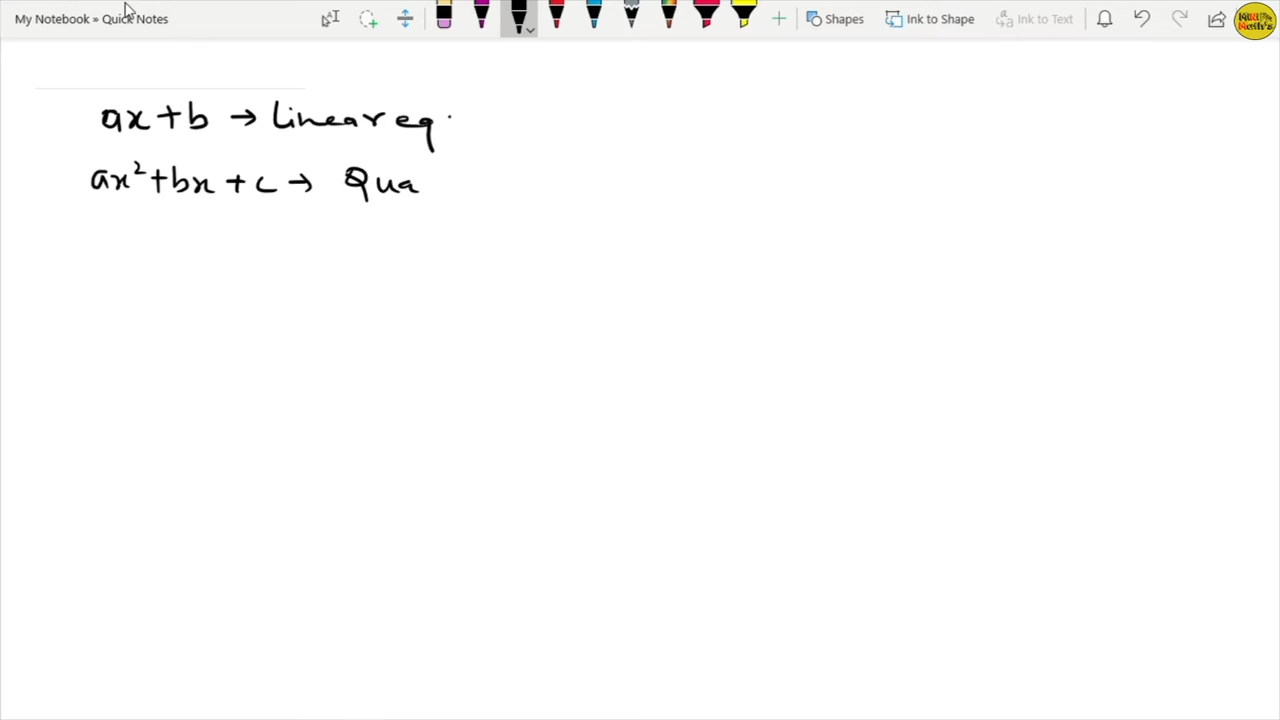 My Notebook » Quick Notes
Shapes
Ink to Shape
Ink to Text
ax + b → Linear eq.
ax² + bx + c → Qua